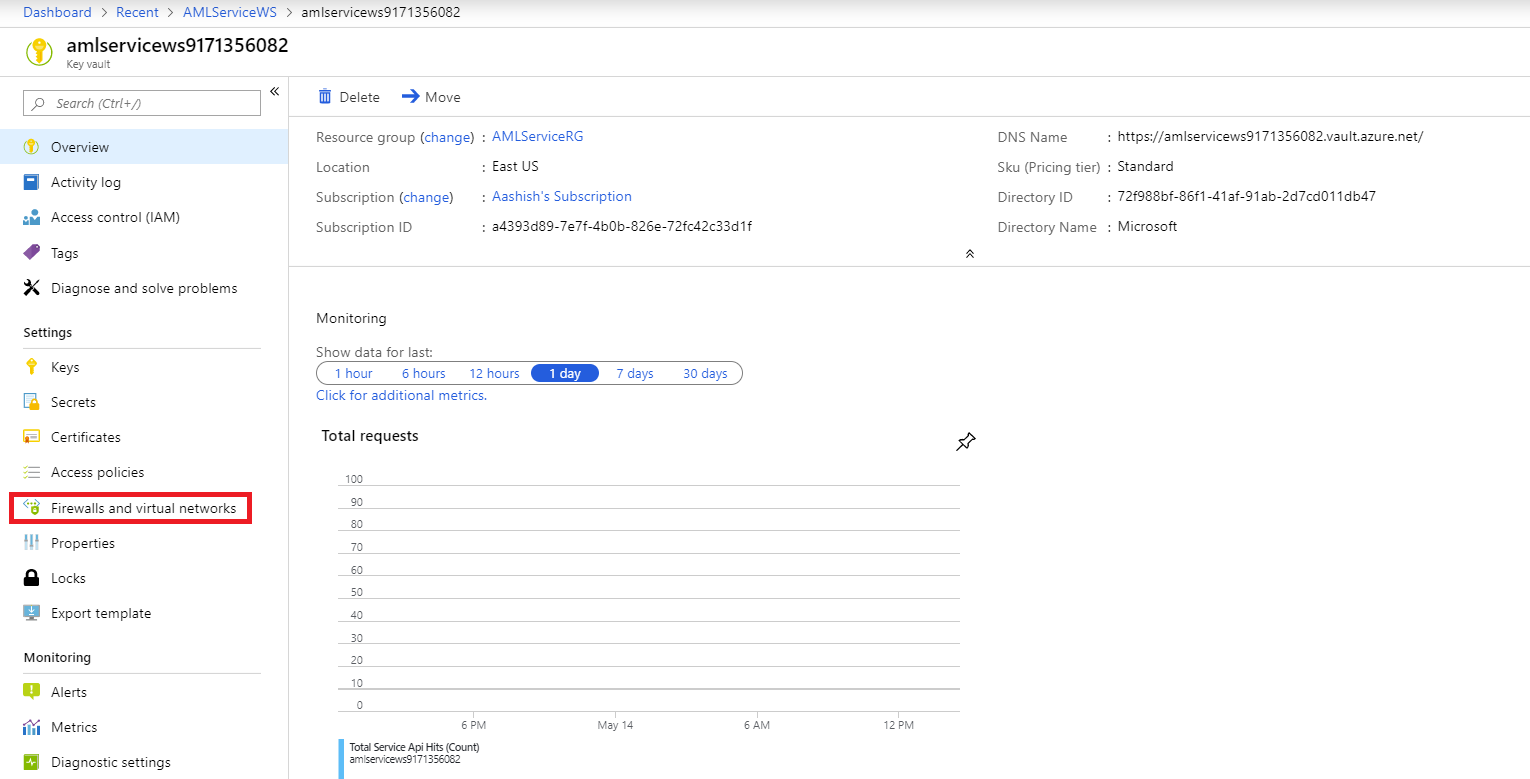 Dashboard > Recent > AMLServiceWS > amlservicews9171356082
amlservicews9171356082
Key vault
Search (Ctrl+/)
«
Overview
Activity log
Access control (IAM)
Tags
Diagnose and solve problems
Settings
Keys
Secrets
Certificates
Access policies
Firewalls and virtual networks
Properties
Locks
Export template
Monitoring
Alerts
Metrics
Diagnostic settings
Delete Move
Resource group (change) : AMLServiceRG
Location : East US
Subscription (change) : Aashish's Subscription
Subscription ID : a4393d89-7e7f-4b0b-826e-72fc42c33d1f
DNS Name : https://amlservicews9171356082.vault.azure.net/
Sku (Pricing tier) : Standard
Directory ID : 72f988bf-86f1-41af-91ab-2d7cd011db47
Directory Name : Microsoft
Monitoring
Show data for last:
1 hour 6 hours 12 hours 1 day 7 days 30 days
Click for additional metrics.
Total requests
100
90
80
70
60
50
40
30
20
10
0
6 PM May 14 6 AM 12 PM
Total Service Api Hits (Count)
amlservicews9171356082